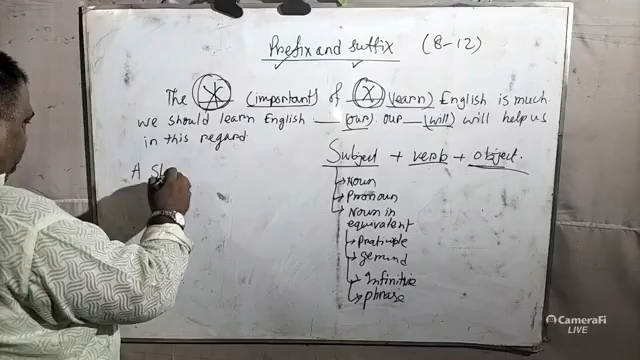 Prefix and suffix (8-12)
The X (important) of X (learn) English is much.
we should learn English ___ (our). our ___ (will) will help us
in this regard.
Subject + verb + object.
A St
Noun
Pronoun
Noun in
equivalent
Gerund
Infinitive
phrase
CameraFi
LIVE